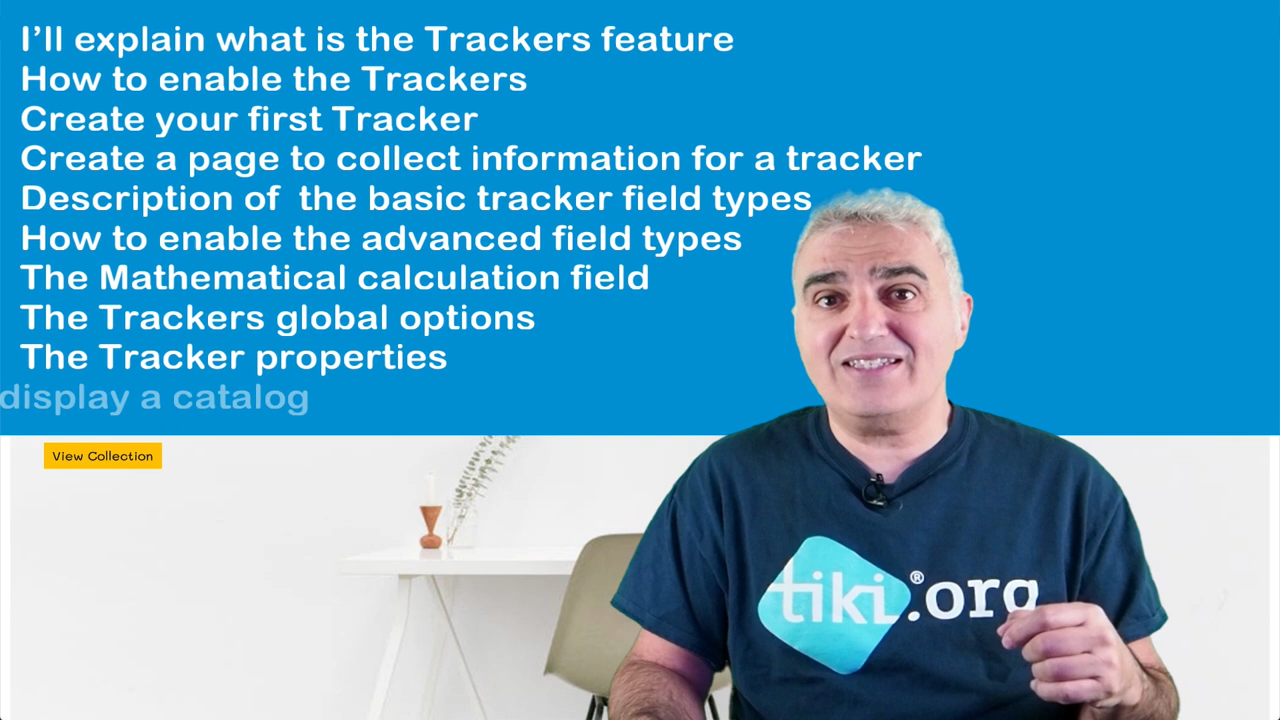 I'll explain what is the Trackers feature
How to enable the Trackers
Create your first Tracker
Create a page to collect information for a tracker
Description of  the basic tracker field types
How to enable the advanced field types
The Mathematical calculation field
The Trackers global options
The Tracker properties
display a catalog
View Collection
tiki®.org